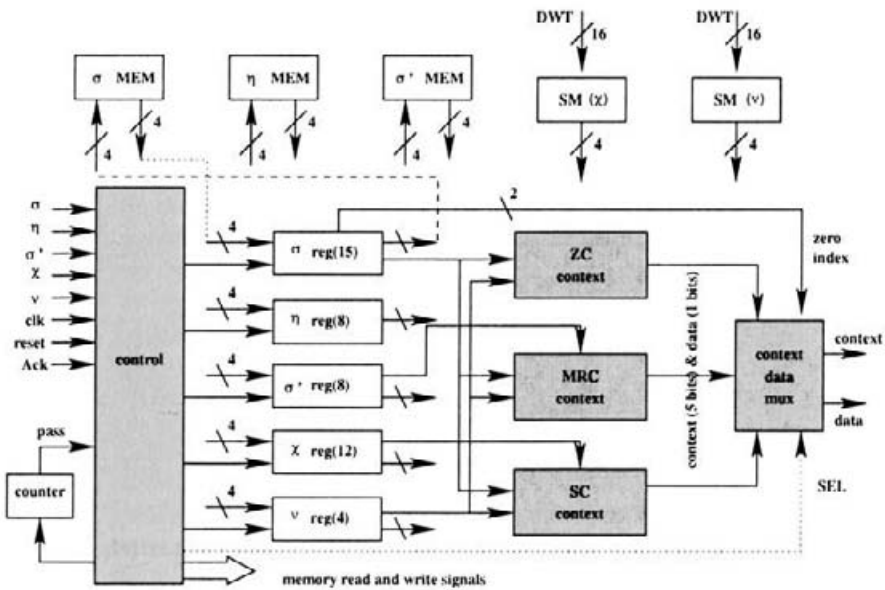 DWT
DWT
16
16
σ MEM
η MEM
σ' MEM
SM (χ)
SM (ν)
4
4
4
4
4
4
4
4
2
σ
η
σ'
χ
ν
clk
reset
Ack
control
pass
counter
4
σ reg(15)
4
η reg(8)
4
σ' reg(8)
4
χ reg(12)
4
ν reg(4)
ZC
context
MRC
context
SC
context
context (5 bits) & data (1 bits)
zero
index
context
data
mux
context
data
SEL
memory read and write signals